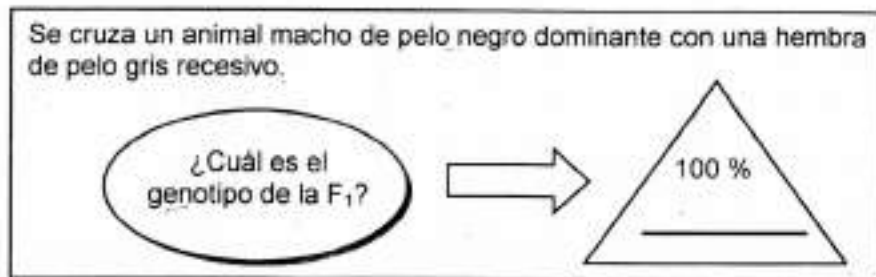 Se cruza un animal macho de pelo negro dominante con una hembra
de pelo gris recesivo.
¿Cuál es el
genotipo de la F₁?
100 %